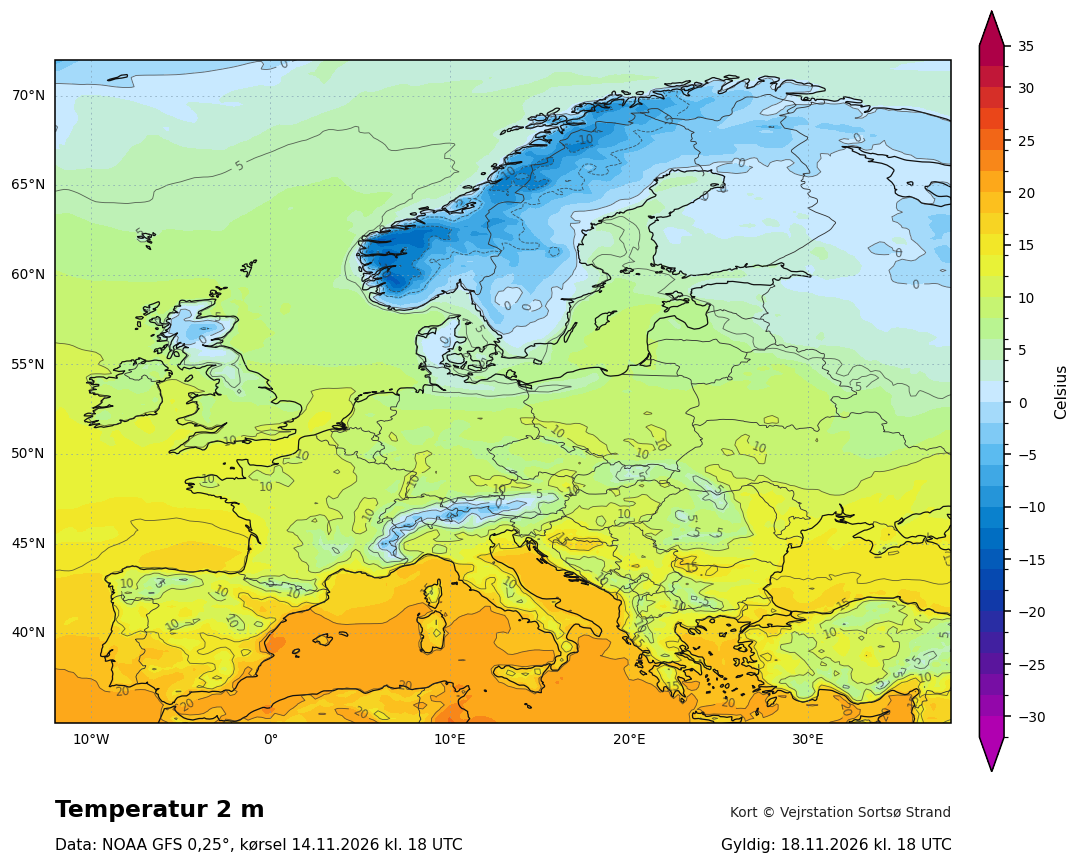 70°N
65°N
60°N
55°N
50°N
45°N
40°N
10°W
0°
10°E
20°E
30°E
35
30
25
20
15
10
5
0
−5
−10
−15
−20
−25
−30
Celsius
Temperatur 2 m
Kort © Vejrstation Sortsø Strand
Data: NOAA GFS 0,25°, kørsel 14.11.2026 kl. 18 UTC
Gyldig: 18.11.2026 kl. 18 UTC